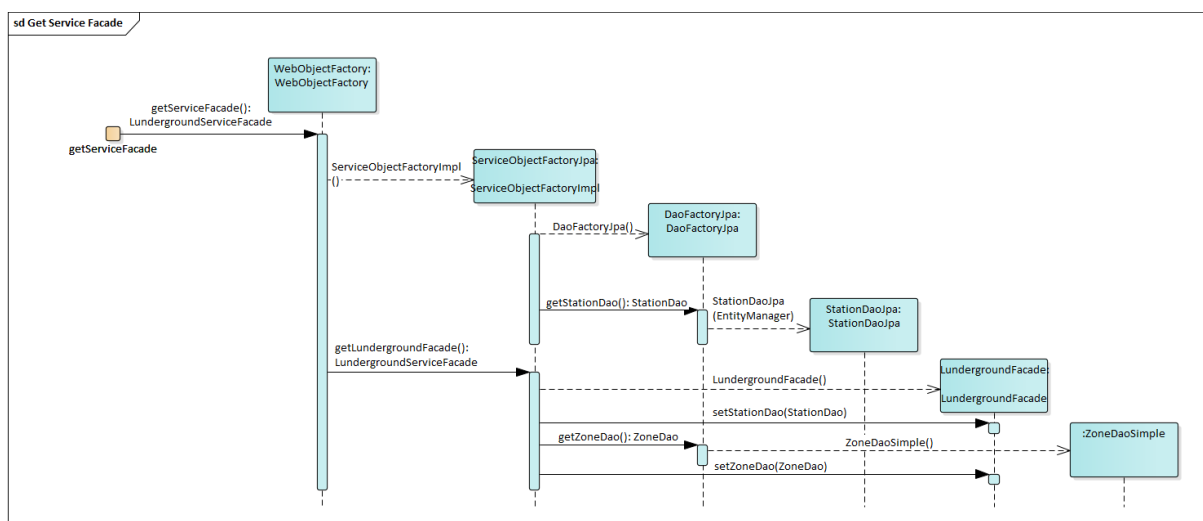 sd Get Service Facade
WebObjectFactory:
WebObjectFactory
getServiceFacade():
LundergroundServiceFacade
getServiceFacade
ServiceObjectFactoryImpl
()
ServiceObjectFactoryJpa:
ServiceObjectFactoryImpl
DaoFactoryJpa()
DaoFactoryJpa:
DaoFactoryJpa
getStationDao(): StationDao
StationDaoJpa
(EntityManager)
StationDaoJpa:
StationDaoJpa
getLundergroundFacade():
LundergroundServiceFacade
LundergroundFacade()
LundergroundFacade:
LundergroundFacade
setStationDao(StationDao)
getZoneDao(): ZoneDao
ZoneDaoSimple()
:ZoneDaoSimple
setZoneDao(ZoneDao)